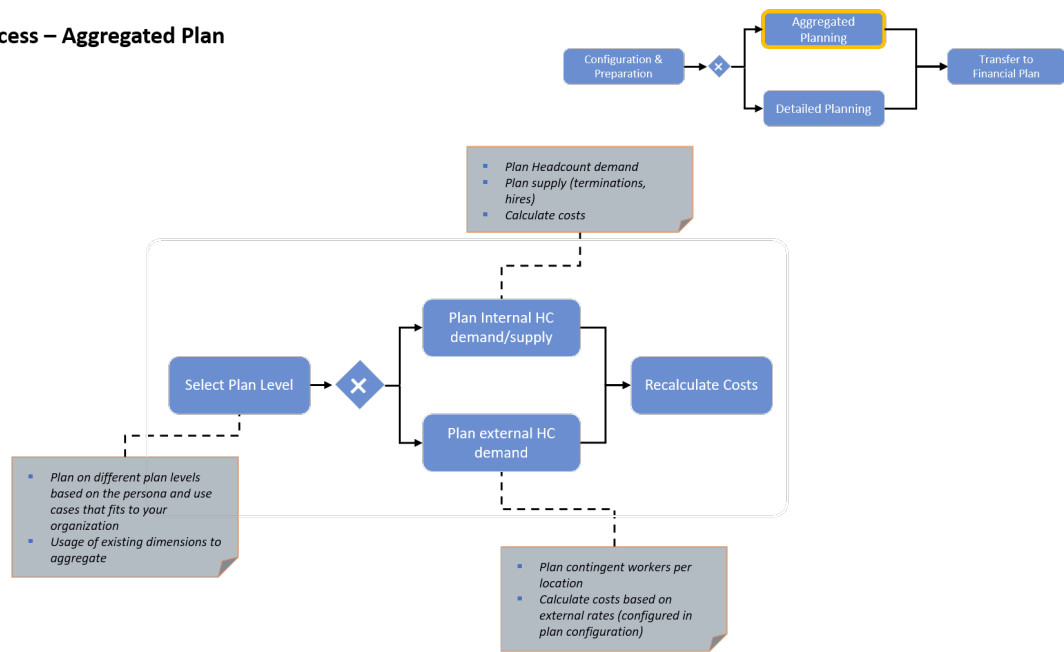 cess – Aggregated Plan
Aggregated
Planning
Configuration &
Preparation
Transfer to
Financial Plan
Detailed Planning
Plan Headcount demand
Plan supply (terminations,
hires)
Calculate costs
Plan Internal HC
demand/supply
Select Plan Level
Recalculate Costs
Plan external HC
demand
Plan on different plan levels
based on the persona and use
cases that fits to your
organization
Usage of existing dimensions to
aggregate
Plan contingent workers per
location
Calculate costs based on
external rates (configured in
plan configuration)